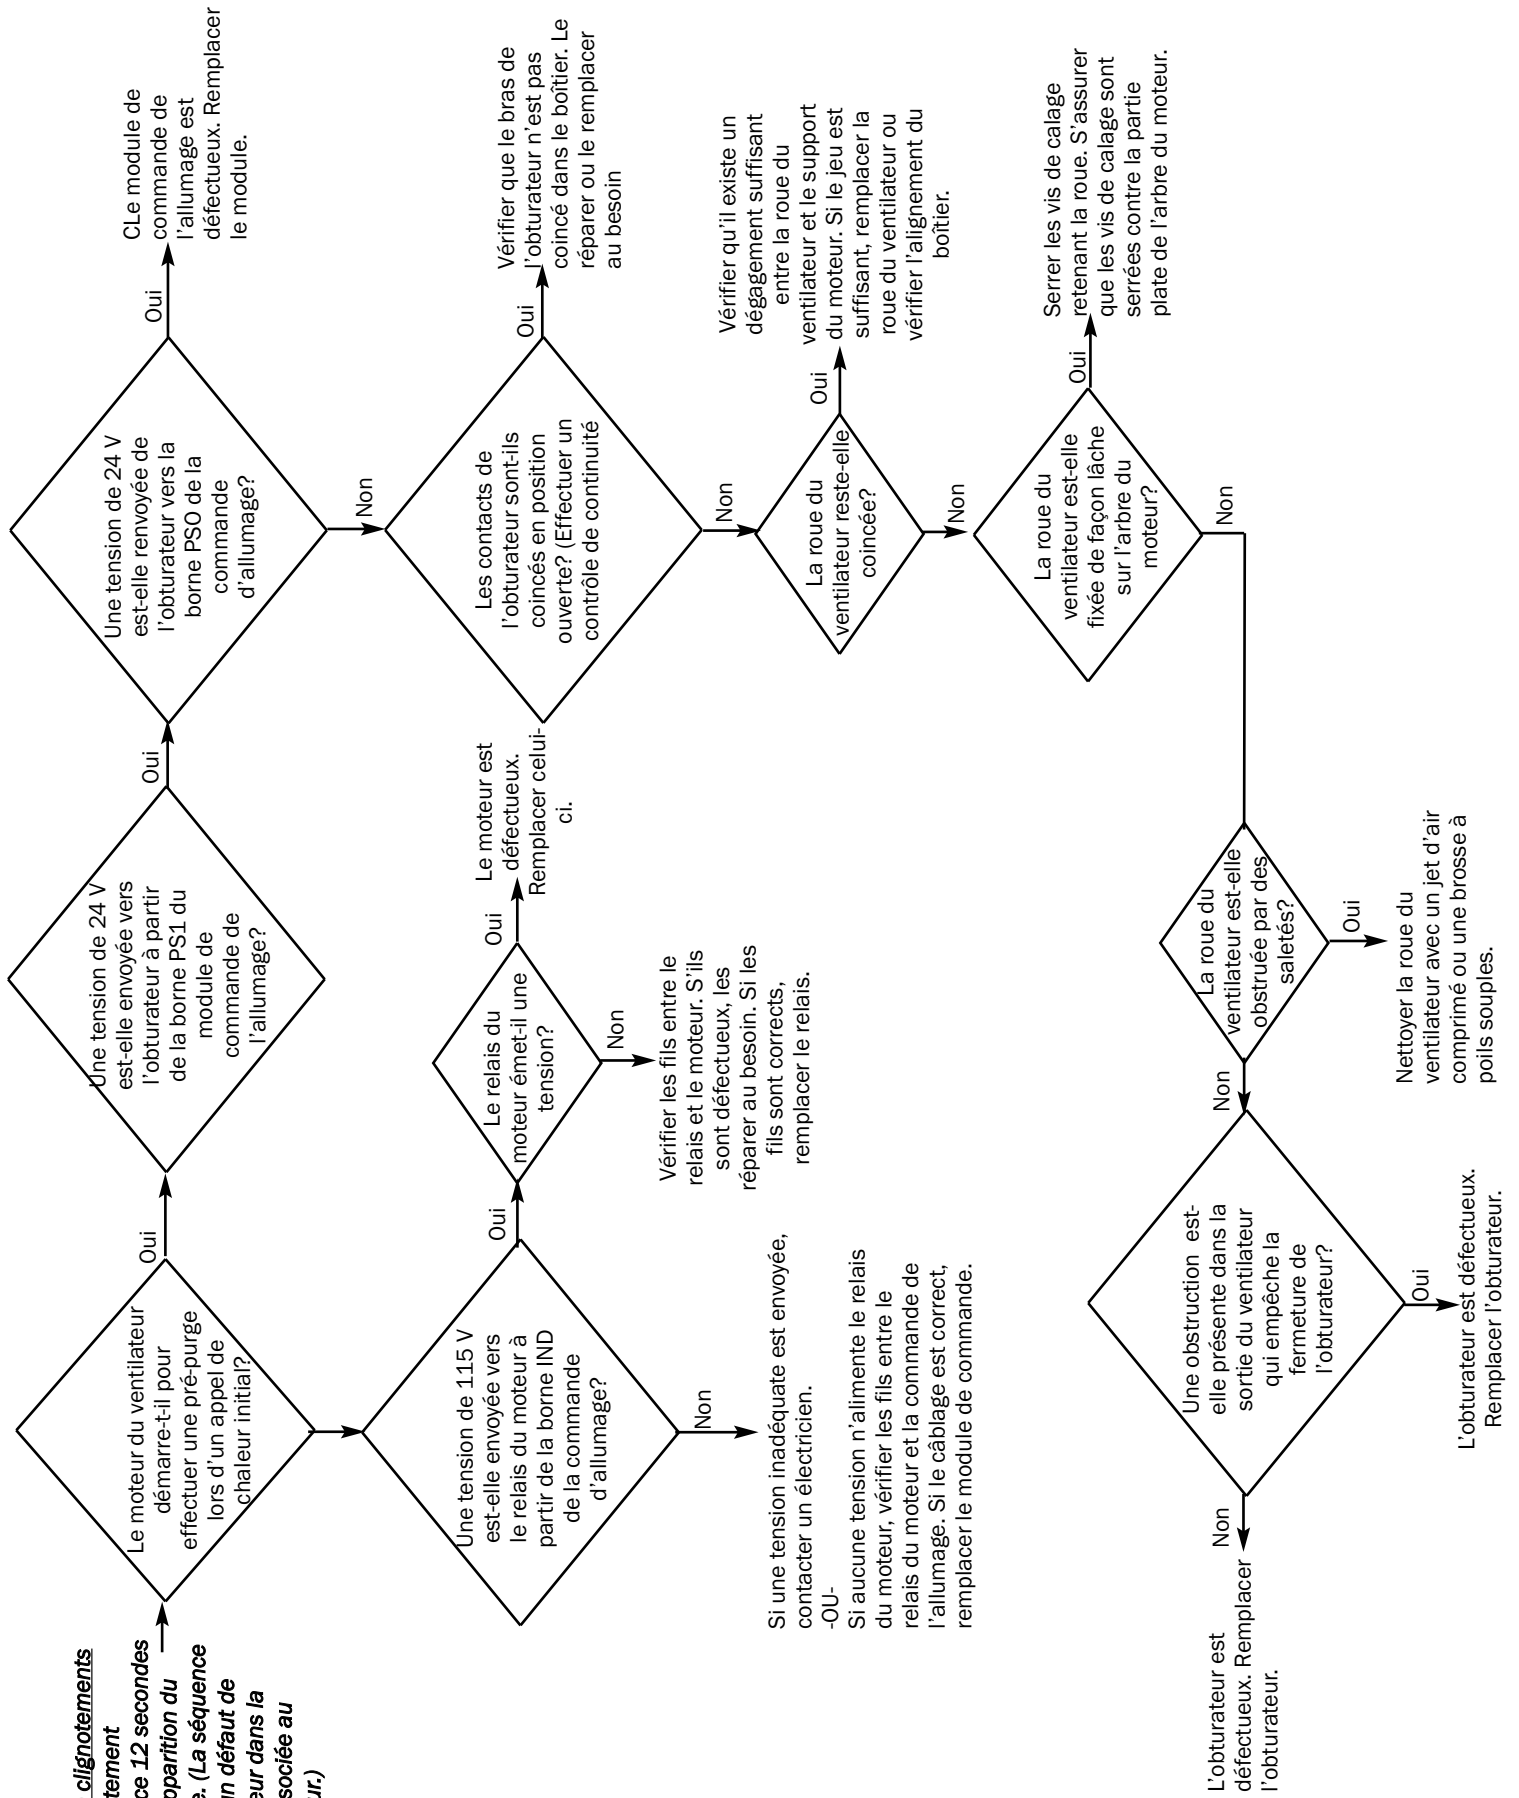 clignotements
12 secondes
(La séquence
défaut de
dans la
au
Le moteur du ventilateur
démarre-t-il pour
effectuer une pré-purge
lors d'un appel de
chaleur initial?
Oui
Une tension de 24 V
est-elle envoyée vers
l'obturateur à partir
de la borne PS1 du
module de
commande de
l'allumage?
Oui
Une tension de 24 V
est-elle renvoyée de
l'obturateur vers la
borne PSO de la
commande
d'allumage?
Oui
CLe module de
commande de
l'allumage est
défectueux. Remplacer
le module.
Non
Une tension de 115 V
est-elle envoyée vers
le relais du moteur à
partir de la borne IND
de la commande
d'allumage?
Oui
Le relais du
moteur émet-il une
tension?
Oui
Le moteur est
défectueux.
Remplacer celui-
ci.
Non
Vérifier les fils entre le
relais et le moteur. S'ils
sont défectueux, les
réparer au besoin. Si les
fils sont corrects,
remplacer le relais.
Non
Si une tension inadéquate est envoyée,
contacter un électricien.
-OU-
Si aucune tension n'alimente le relais
du moteur, vérifier les fils entre le
relais du moteur et la commande de
l'allumage. Si le câblage est correct,
remplacer le module de commande.
Les contacts de
l'obturateur sont-ils
coincés en position
ouverte? (Effectuer un
contrôle de continuité
Oui
Vérifier que le bras de
l'obturateur n'est pas
coincé dans le boîtier. Le
réparer ou le remplacer
au besoin
Non
La roue du
ventilateur reste-elle
coincée?
Oui
Vérifier qu'il existe un
dégagement suffisant
entre la roue du
ventilateur et le support
du moteur. Si le jeu est
suffisant, remplacer la
roue du ventilateur ou
vérifier l'alignement du
boîtier.
Non
La roue du
ventilateur est-elle
fixée de façon lâche
sur l'arbre du
moteur?
Oui
Serrer les vis de calage
retenant la roue. S'assurer
que les vis de calage sont
serrées contre la partie
plate de l'arbre du moteur.
Non
La roue du
ventilateur est-elle
obstruée par des
saletés?
Oui
Nettoyer la roue du
ventilateur avec un jet d'air
comprimé ou une brosse à
poils souples.
Non
Une obstruction est-
elle présente dans la
sortie du ventilateur
qui empêche la
fermeture de
l'obturateur?
Oui
L'obturateur est défectueux.
Remplacer l'obturateur.
Non
L'obturateur est
défectueux. Remplacer
l'obturateur.